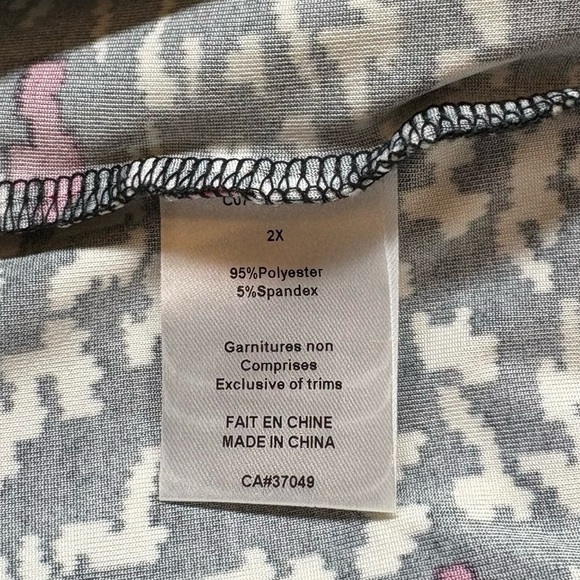 2X
95%Polyester
5%Spandex
Garnitures non
Comprises
Exclusive of trims
FAIT EN CHINE
MADE IN CHINA
CA#37049